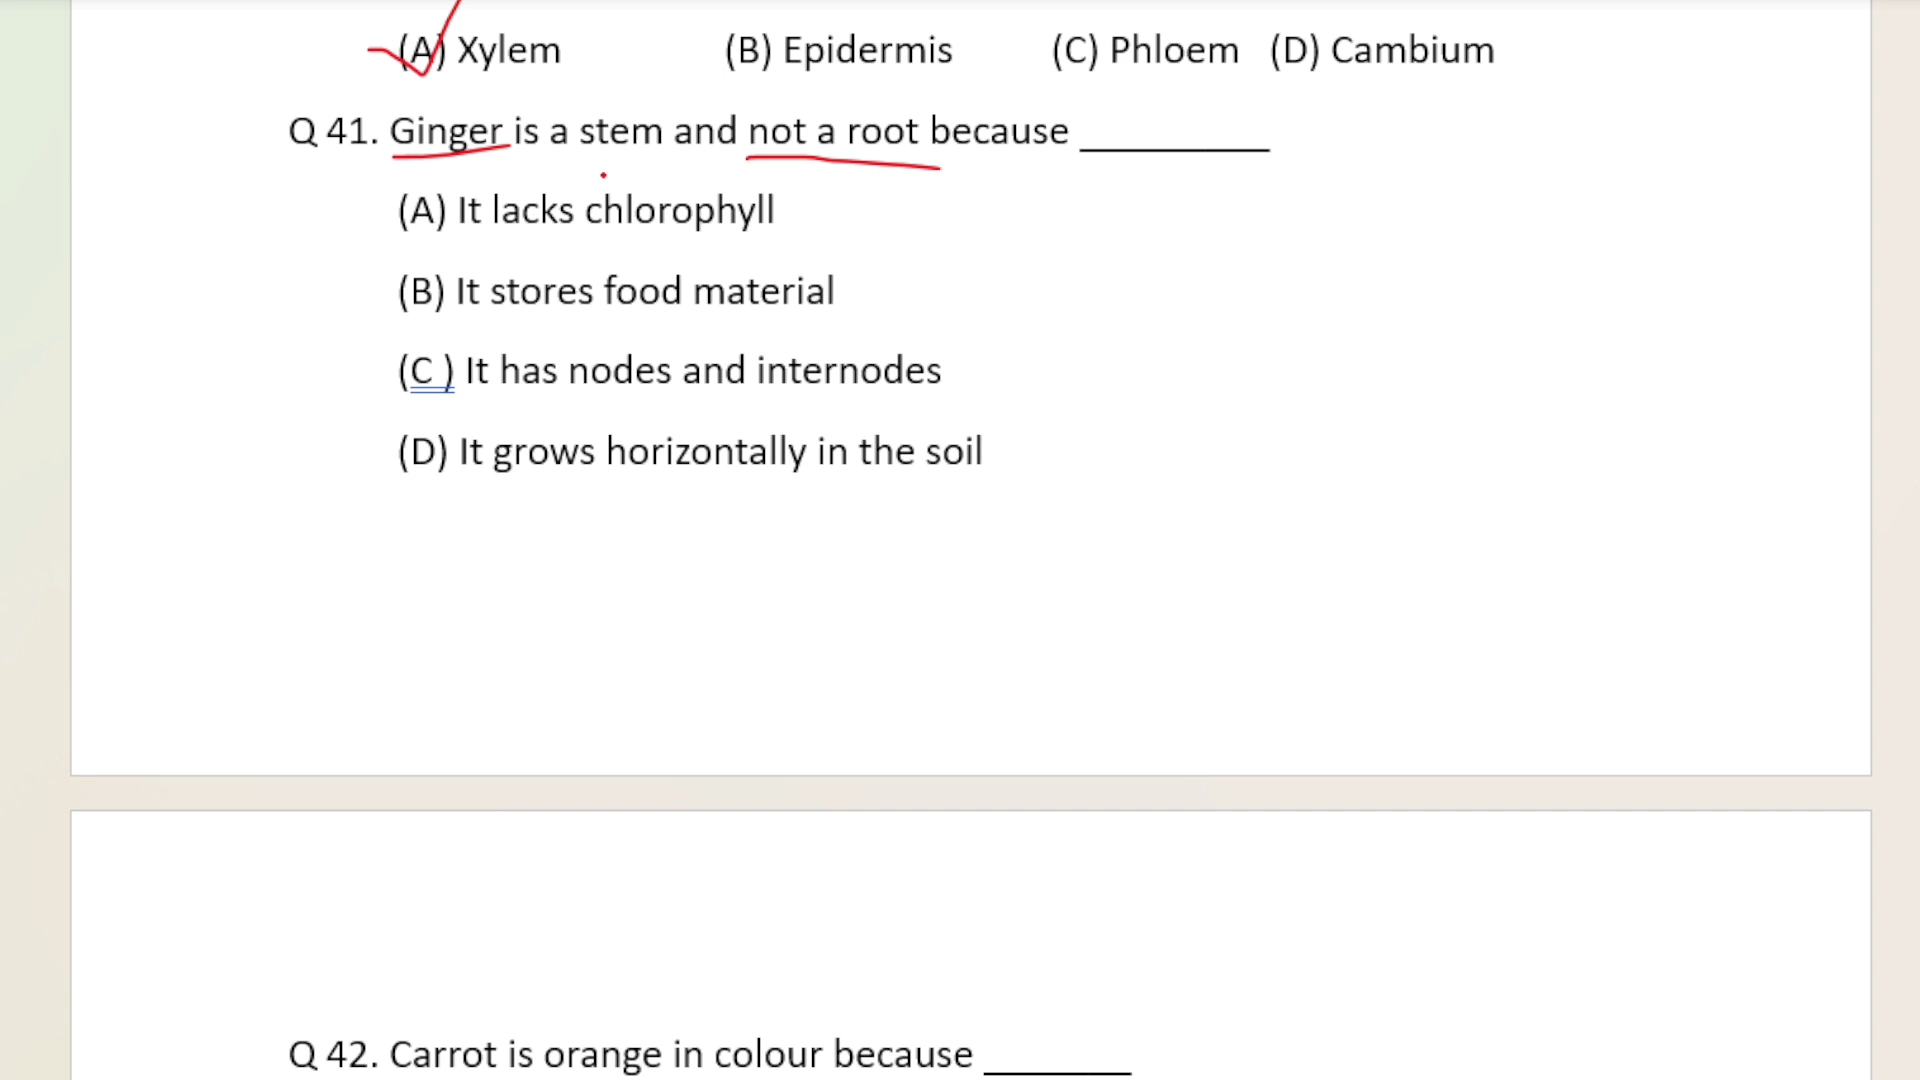 (A) Xylem (B) Epidermis (C) Phloem (D) Cambium
Q 41. Ginger is a stem and not a root because __________
(A) It lacks chlorophyll
(B) It stores food material
(C ) It has nodes and internodes
(D) It grows horizontally in the soil
Q 42. Carrot is orange in colour because ________